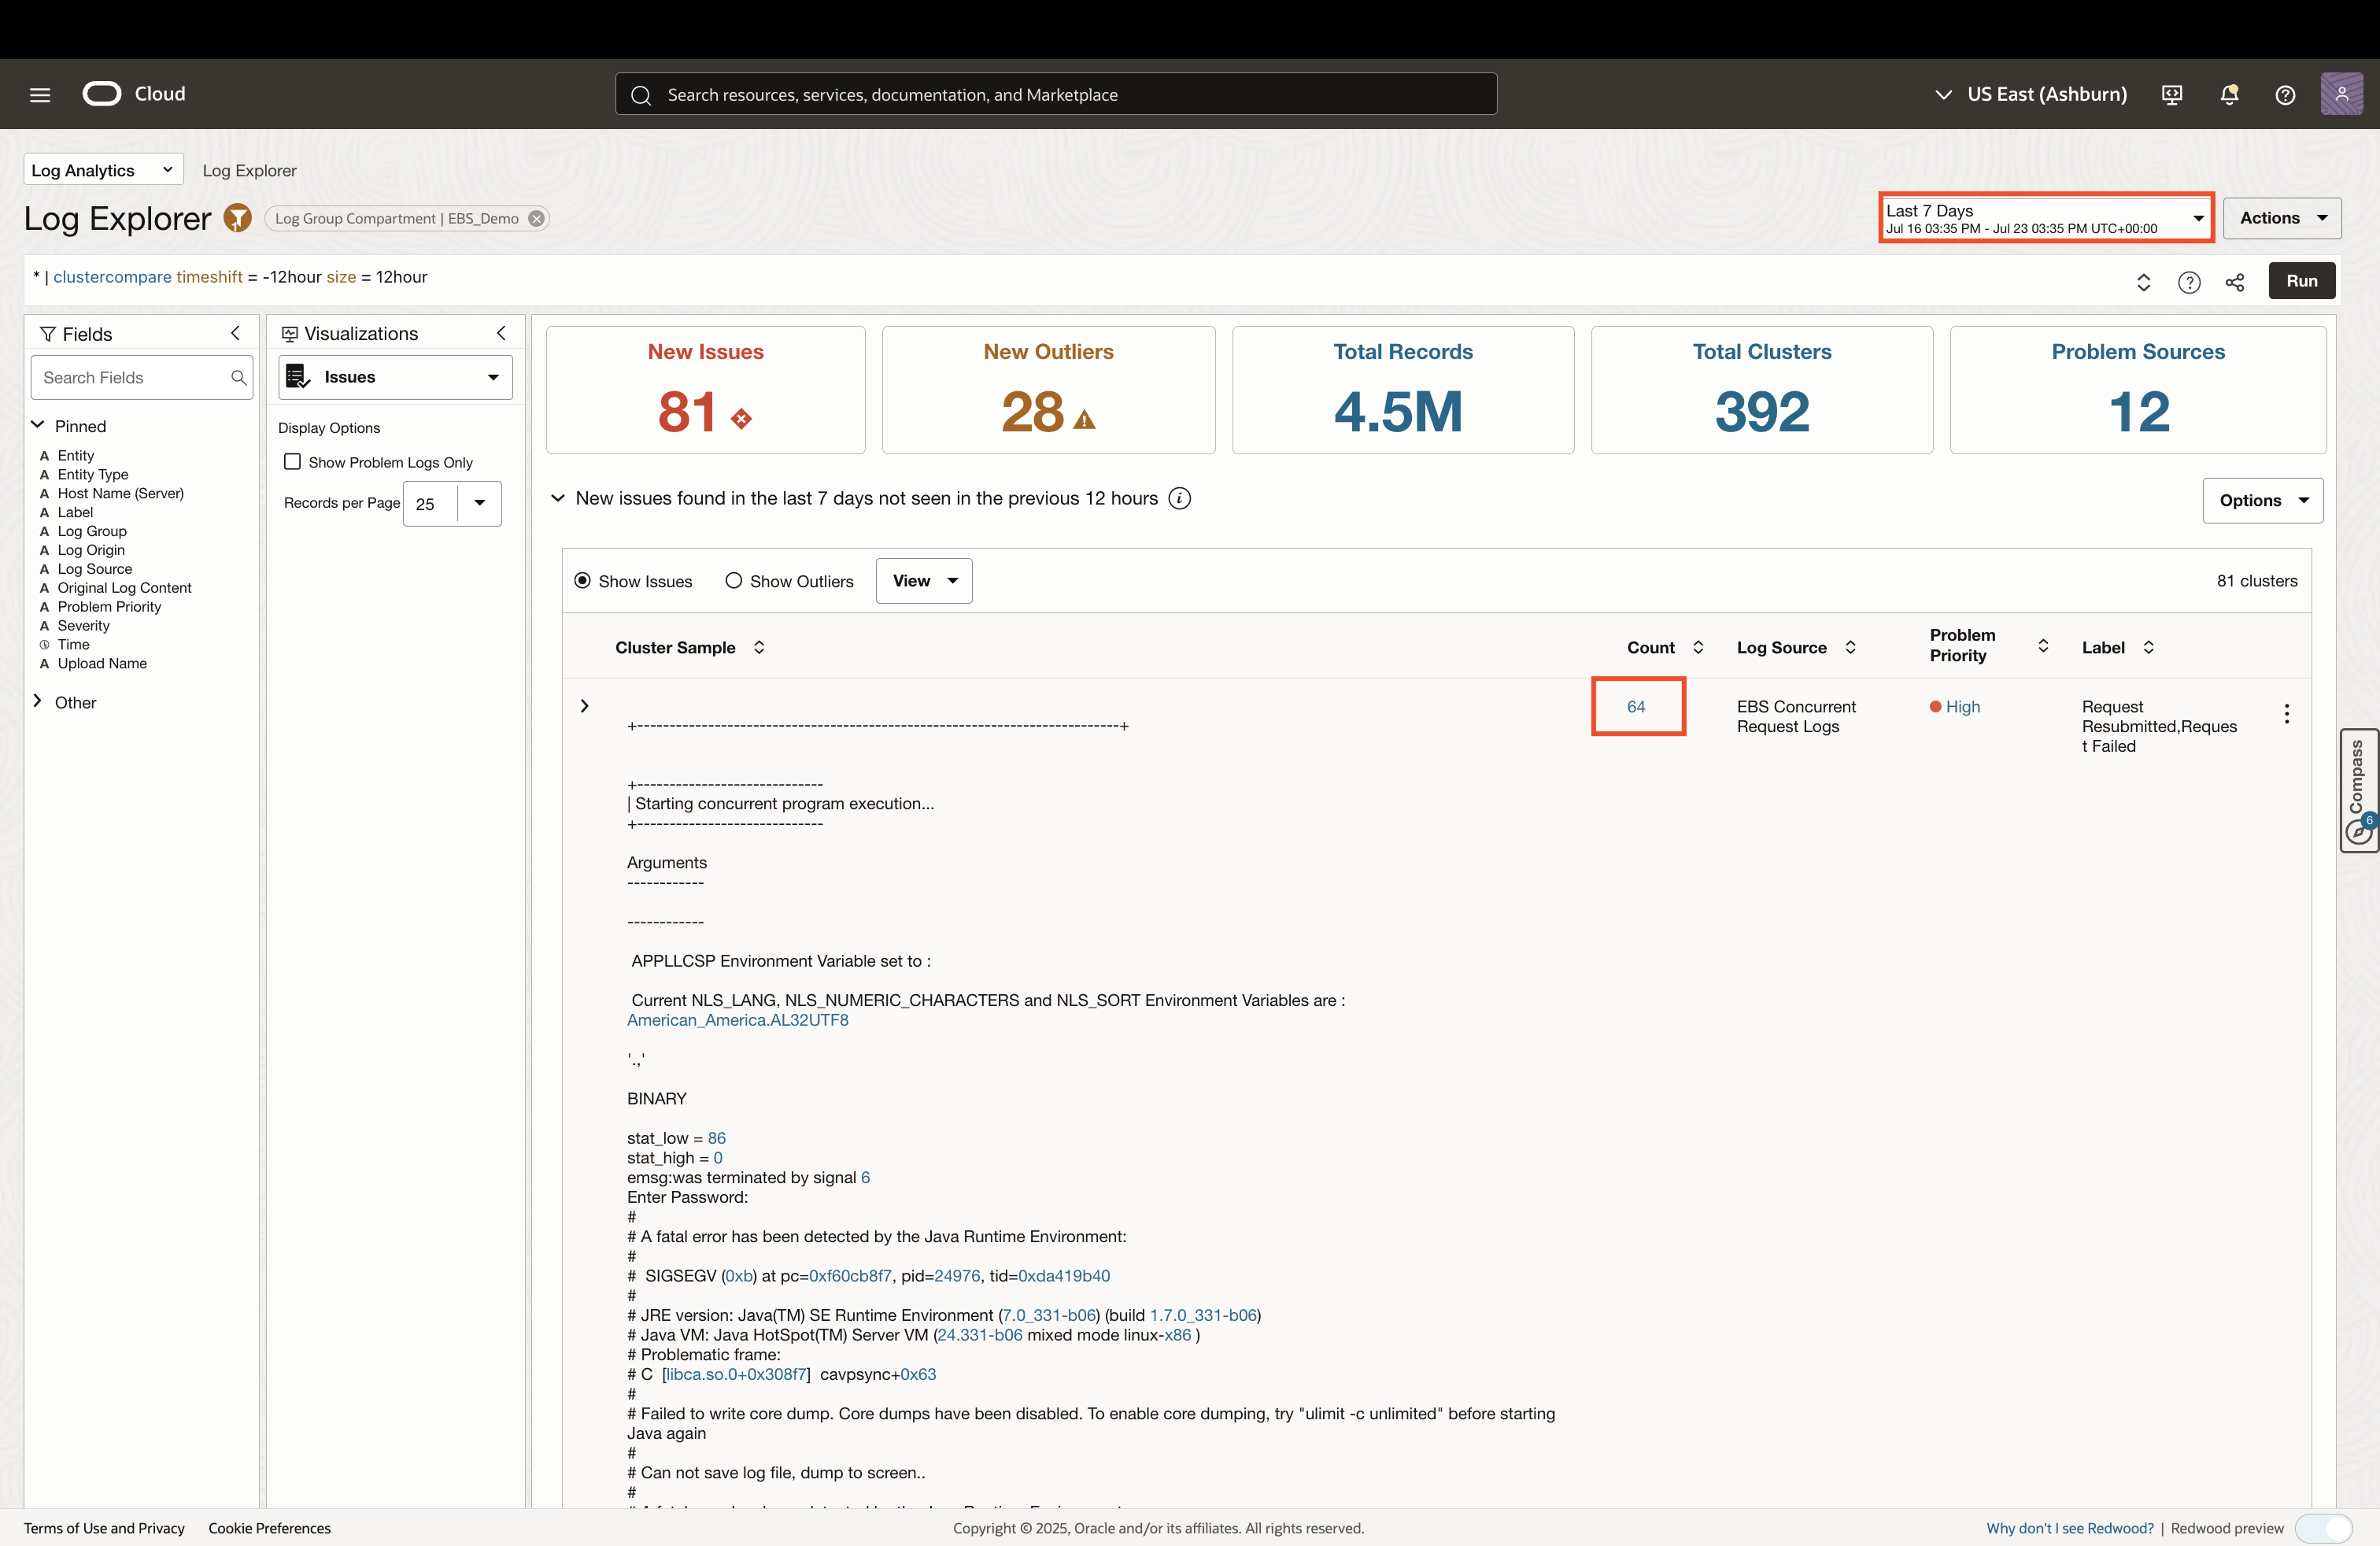 Cloud
Search resources, services, documentation, and Marketplace
US East (Ashburn)
Log Analytics
Log Explorer
Log Explorer
Log Group Compartment | EBS_Demo
Last 7 Days
Jul 16 03:35 PM - Jul 23 03:35 PM UTC+00:00
Actions
* | clustercompare timeshift = -12hour size = 12hour
Run
Fields
Search Fields
Pinned
A Entity
A Entity Type
A Host Name (Server)
A Label
A Log Group
A Log Origin
A Log Source
A Original Log Content
A Problem Priority
A Severity
Time
A Upload Name
Other
Visualizations
Issues
Display Options
Show Problem Logs Only
Records per Page 25
New Issues
81
New Outliers
28
Total Records
4.5M
Total Clusters
392
Problem Sources
12
New issues found in the last 7 days not seen in the previous 12 hours
Options
Show Issues
Show Outliers
View
81 clusters
Cluster Sample
Count
Log Source
Problem
Priority
Label
64
EBS Concurrent
Request Logs
High
Request
Resubmitted,Reques
t Failed
+---------------------------------------------------------------------------+
+-----------------------------
| Starting concurrent program execution...
+-----------------------------
Arguments
------------
------------
APPLLCSP Environment Variable set to :
Current NLS_LANG, NLS_NUMERIC_CHARACTERS and NLS_SORT Environment Variables are :
American_America.AL32UTF8
'.,'
BINARY
stat_low = 86
stat_high = 0
emsg:was terminated by signal 6
Enter Password:
#
# A fatal error has been detected by the Java Runtime Environment:
#
# SIGSEGV (0xb) at pc=0xf60cb8f7, pid=24976, tid=0xda419b40
#
# JRE version: Java(TM) SE Runtime Environment (7.0_331-b06) (build 1.7.0_331-b06)
# Java VM: Java HotSpot(TM) Server VM (24.331-b06 mixed mode linux-x86 )
# Problematic frame:
# C [libca.so.0+0x308f7] cavpsync+0x63
#
# Failed to write core dump. Core dumps have been disabled. To enable core dumping, try "ulimit -c unlimited" before starting
Java again
#
# Can not save log file, dump to screen..
#
Compass
6
Terms of Use and Privacy
Cookie Preferences
Copyright © 2025, Oracle and/or its affiliates. All rights reserved.
Why don't I see Redwood? | Redwood preview